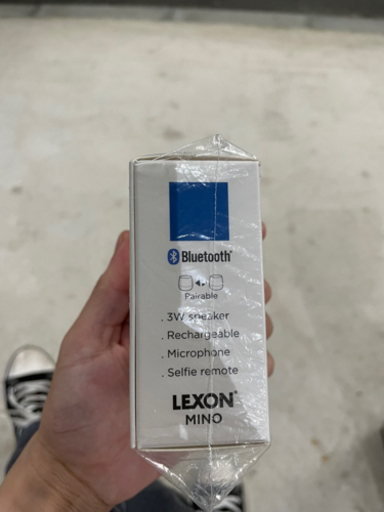 Bluetooth®
Pairable
. 3W speaker
. Rechargeable
. Microphone
. Selfie remote
LEXON®
MINO